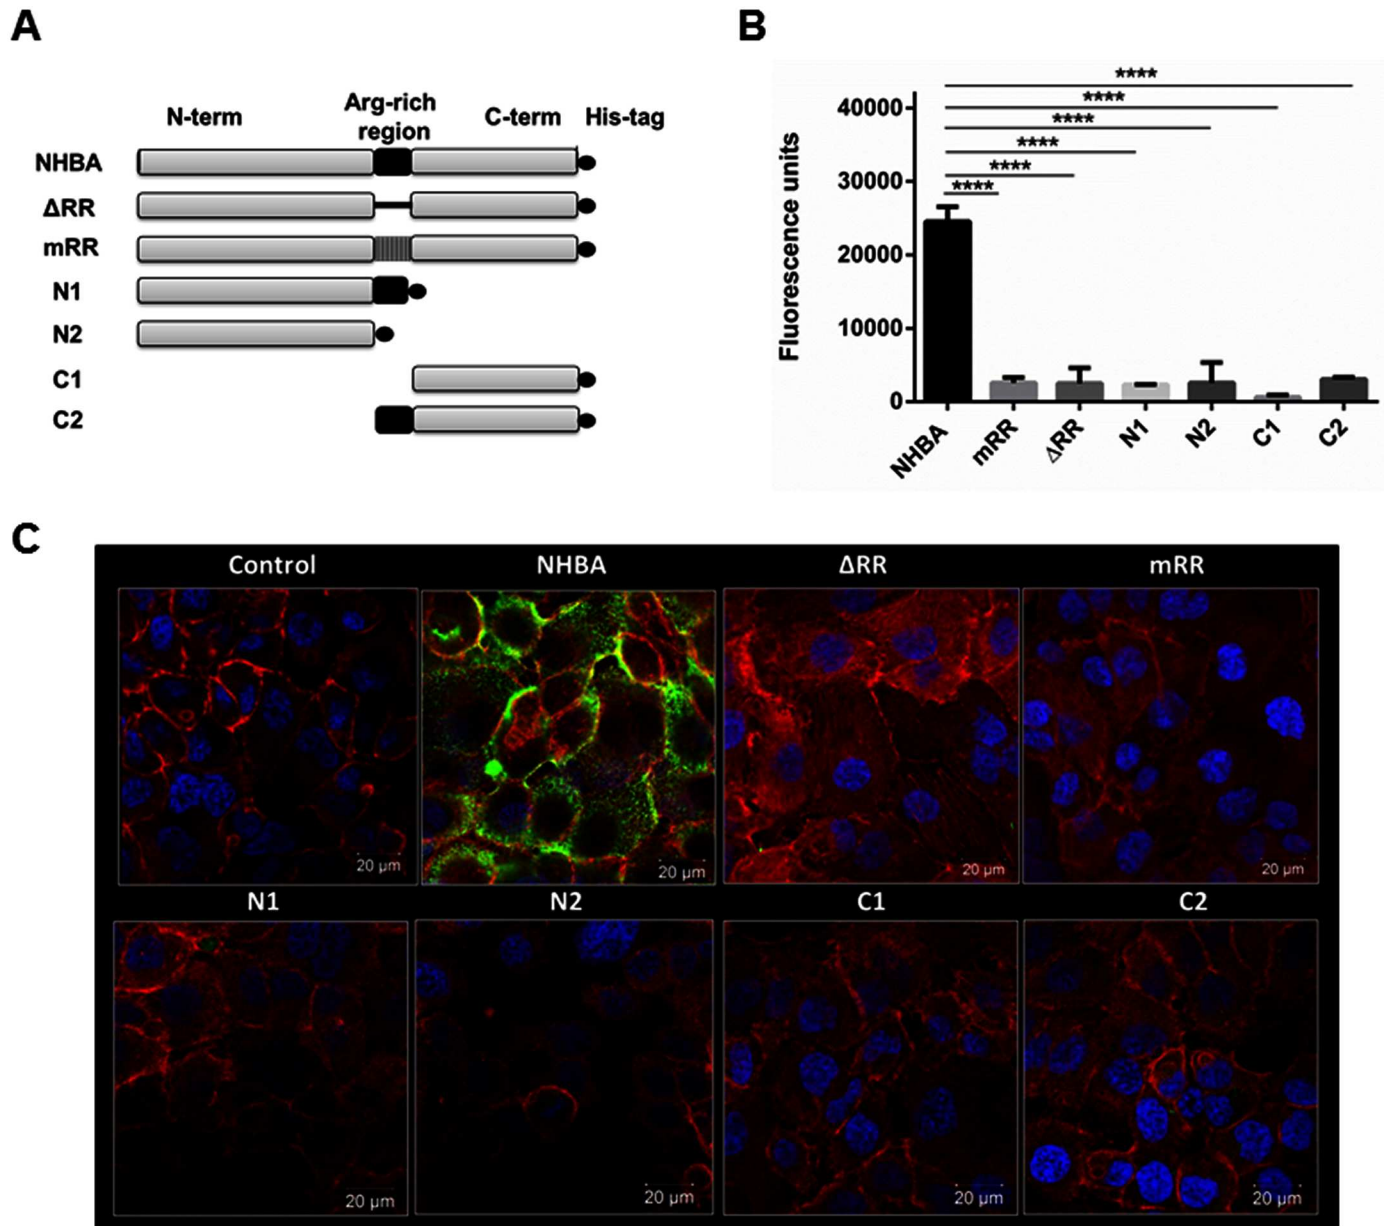 A
N-term
Arg-rich
region
C-term
His-tag
NHBA
ΔRR
mRR
N1
N2
C1
C2
B
****
****
****
****
****
****
Fluorescence units
40000
30000
20000
10000
0
NHBA
mRR
ΔRR
N1
N2
C1
C2
C
Control
NHBA
ΔRR
mRR
20 µm
20 µm
20 µm
20 µm
N1
N2
C1
C2
20 µm
20 µm
20 µm
20 µm